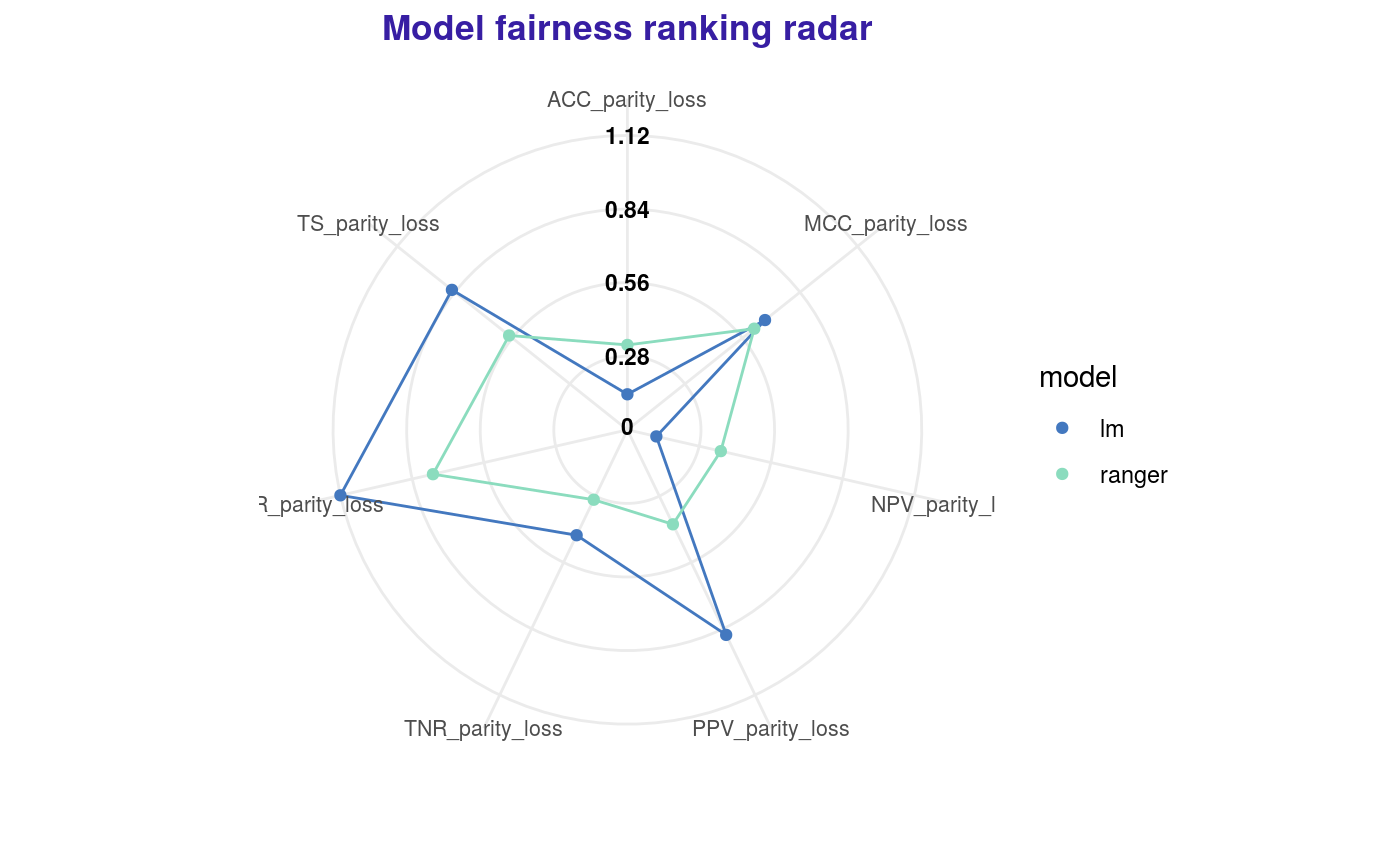 Model fairness ranking radar
ACC_parity_loss
1.12
0.84
TS_parity_loss
MCC_parity_loss
0.56
0.28
0
R_parity_loss
NPV_parity_l
TNR_parity_loss
PPV_parity_loss
model
lm
ranger